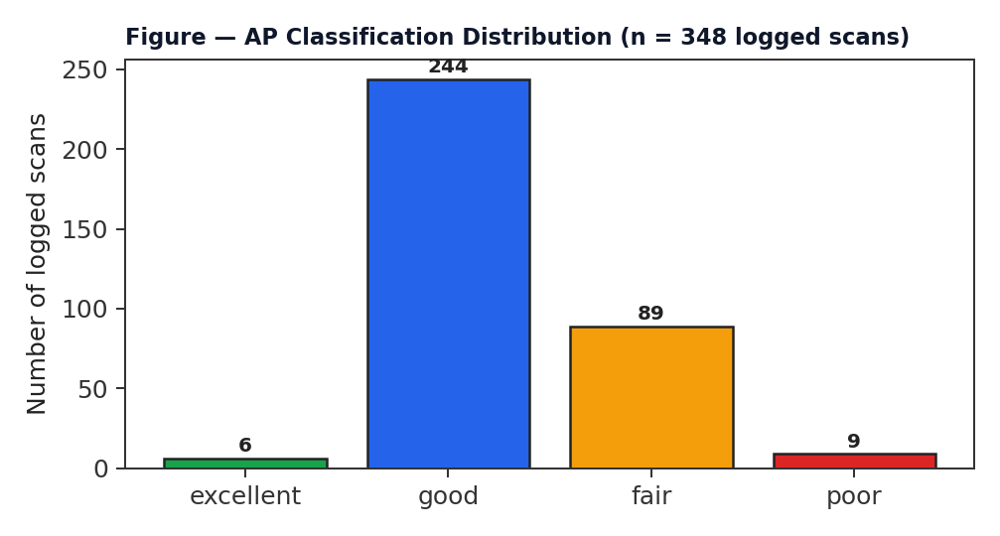 Figure — AP Classification Distribution (n = 348 logged scans)
Number of logged scans
250
200
150
100
50
0
6
244
89
9
excellent
good
fair
poor